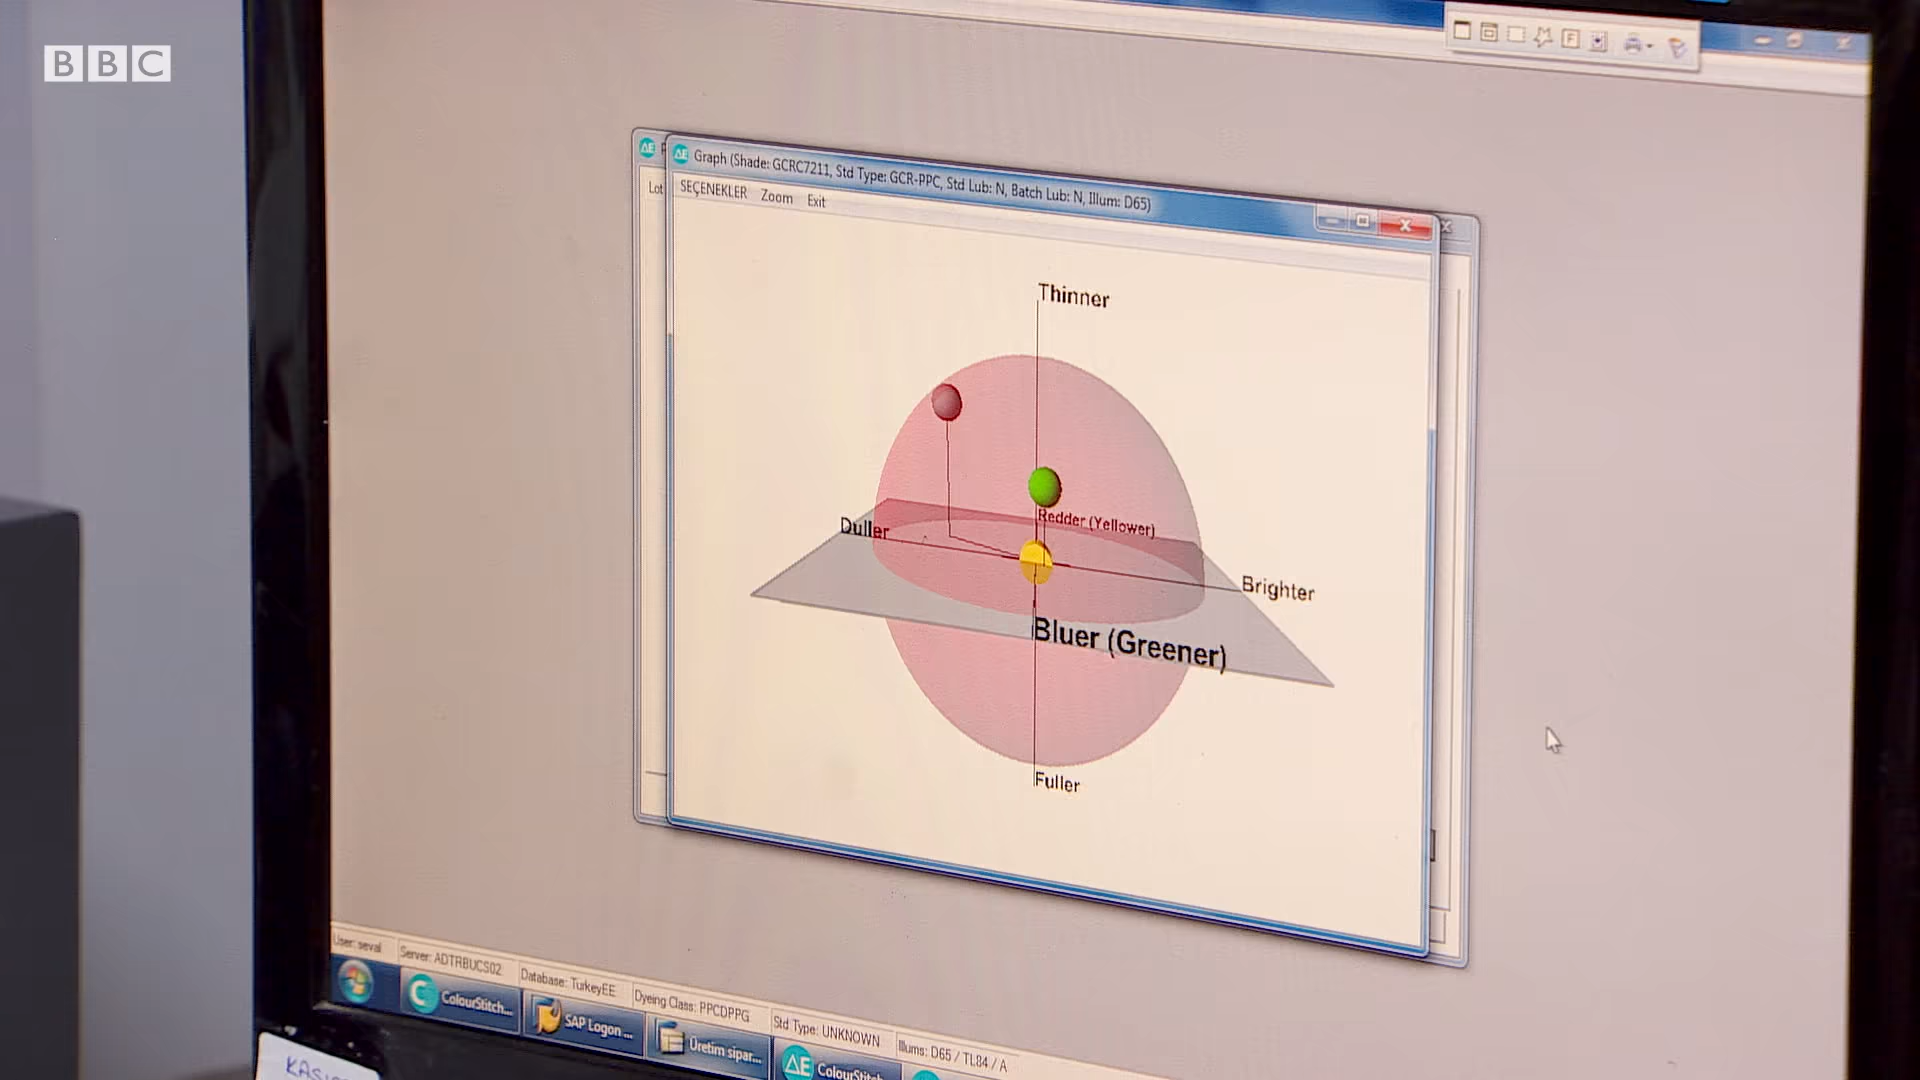 BBC
Graph (Shade: GCRC7211, Std Type: GCR-PPC, Std Lub: N, Batch Lub: N, Illum: D65)
Lot
SEÇENEKLER Zoom Exit
Thinner
Redder (Yellower)
Duller
Brighter
Bluer (Greener)
Fuller
User: seval
Server: ADTRBUCS02
Database: TurkeyEE
Dyeing Class: PPCDPPG
Std Type: UNKNOWN
Illums: D65 / TL84 / A
ColourStitch...
SAP Logon ...
Üretim sipar...
ColourStitch